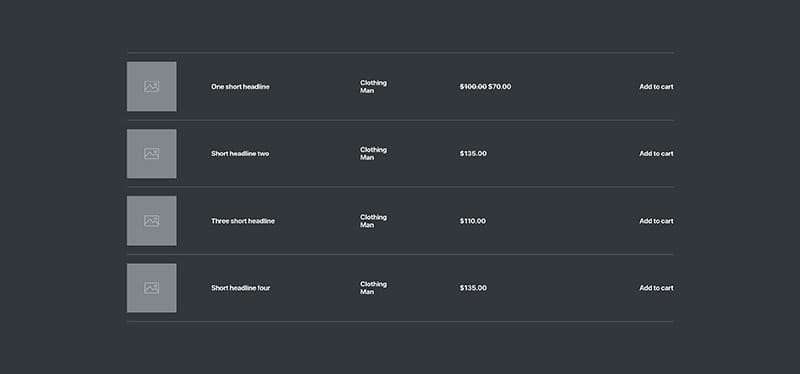 One short headline
Clothing
Man
$100.00 $70.00
Add to cart
Short headline two
Clothing
Man
$135.00
Add to cart
Three short headline
Clothing
Man
$110.00
Add to cart
Short headline four
Clothing
Man
$135.00
Add to cart